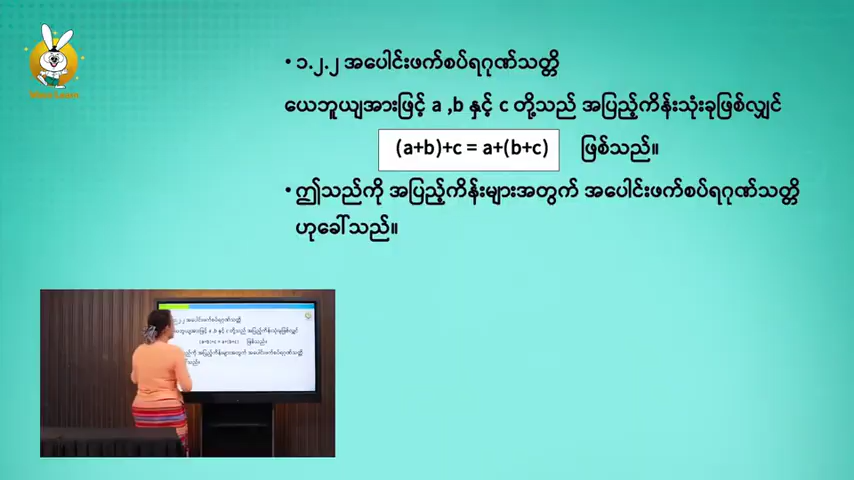 • ၁.၂.၂ အပေါင်းဖက်စပ်ရဂုဏ်သတ္တိ
ယေဘူယျအားဖြင့် a ,b နှင့် c တို့သည် အပြည့်ကိန်းသုံးခုဖြစ်လျှင်
(a+b)+c = a+(b+c) ဖြစ်သည်။
• ဤသည်ကို အပြည့်ကိန်းများအတွက် အပေါင်းဖက်စပ်ရဂုဏ်သတ္တိ
ဟုခေါ်သည်။